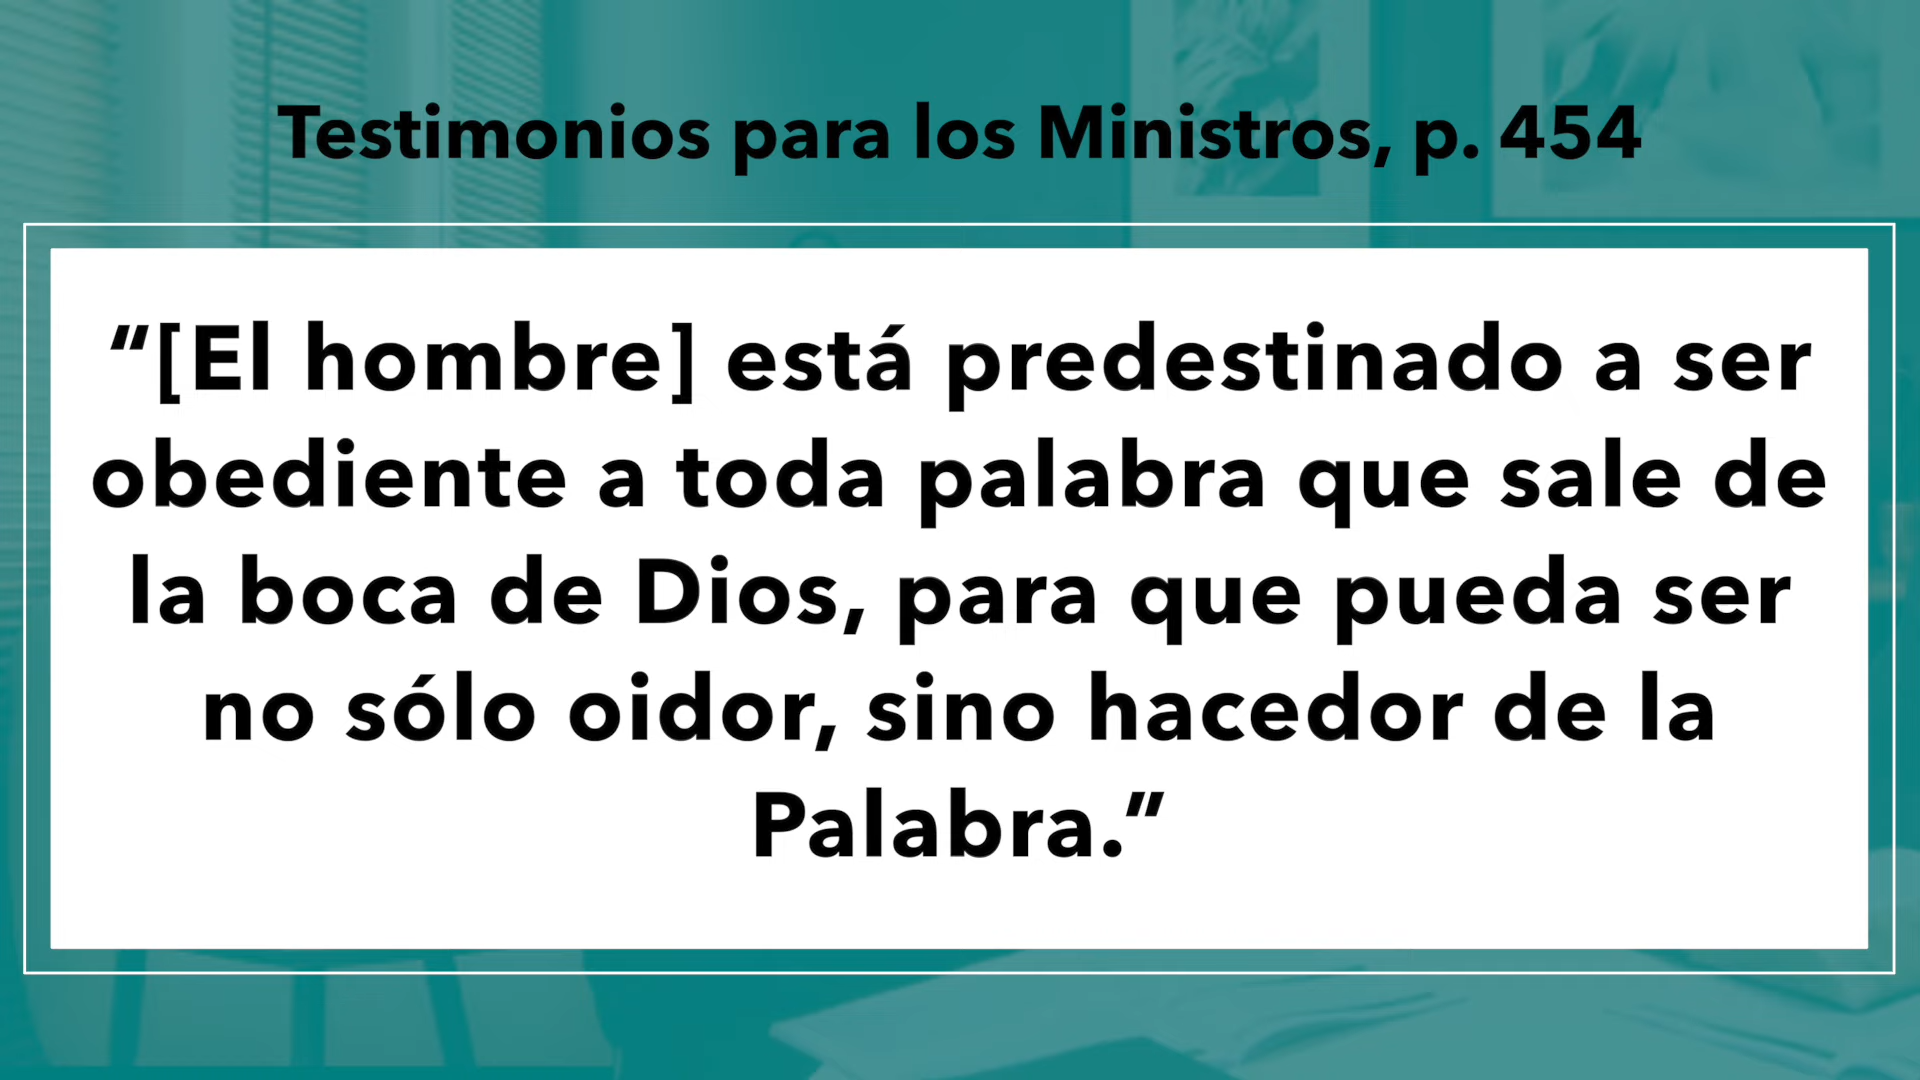 Testimonios para los Ministros, p. 454
“[El hombre] está predestinado a ser
obediente a toda palabra que sale de
la boca de Dios, para que pueda ser
no sólo oidor, sino hacedor de la
Palabra.”